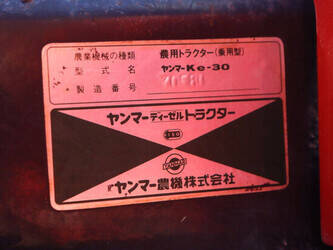 農業機械の種類 農用トラクター(乗用型)
型式名 ヤンマーKe-30
製造番号
ヤンマーディーゼルトラクター
ヤンマー農機株式会社